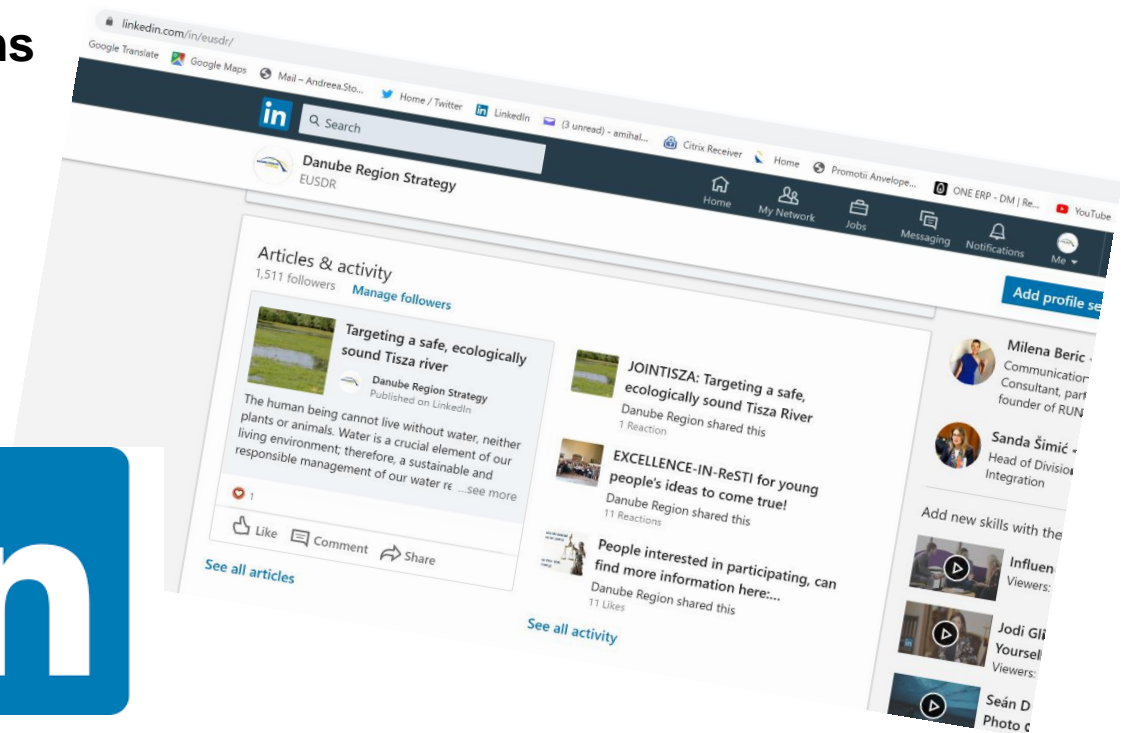 ns
linkedin.com/in/eusdr/
Google Translate Google Maps Mail – Andreea.Sto... Home / Twitter LinkedIn (3 unread) - amihal... Citrix Receiver Home Promotii Anvelope... ONE ERP - DM | Re... YouTube
in Search
Home My Network Jobs Messaging Notifications Me
Danube Region Strategy
EUSDR
Add profile se
Articles & activity
1,511 followers Manage followers
Targeting a safe, ecologically
sound Tisza river
Danube Region Strategy
Published on LinkedIn
The human being cannot live without water, neither
plants or animals. Water is a crucial element of our
living environment; therefore, a sustainable and
responsible management of our water re ...see more
1
Like Comment Share
See all articles
JOINTISZA: Targeting a safe,
ecologically sound Tisza River
Danube Region shared this
1 Reaction
EXCELLENCE-IN-ReSTI for young
people's ideas to come true!
Danube Region shared this
11 Reactions
People interested in participating, can
find more information here:...
Danube Region shared this
11 Likes
See all activity
Milena Beric -
Communication
Consultant, part
founder of RUN
Sanda Šimić -
Head of Division
Integration
Add new skills with the
Influen
Viewers:
Jodi Gli
Yoursel
Viewers:
Seán D
Photo
n